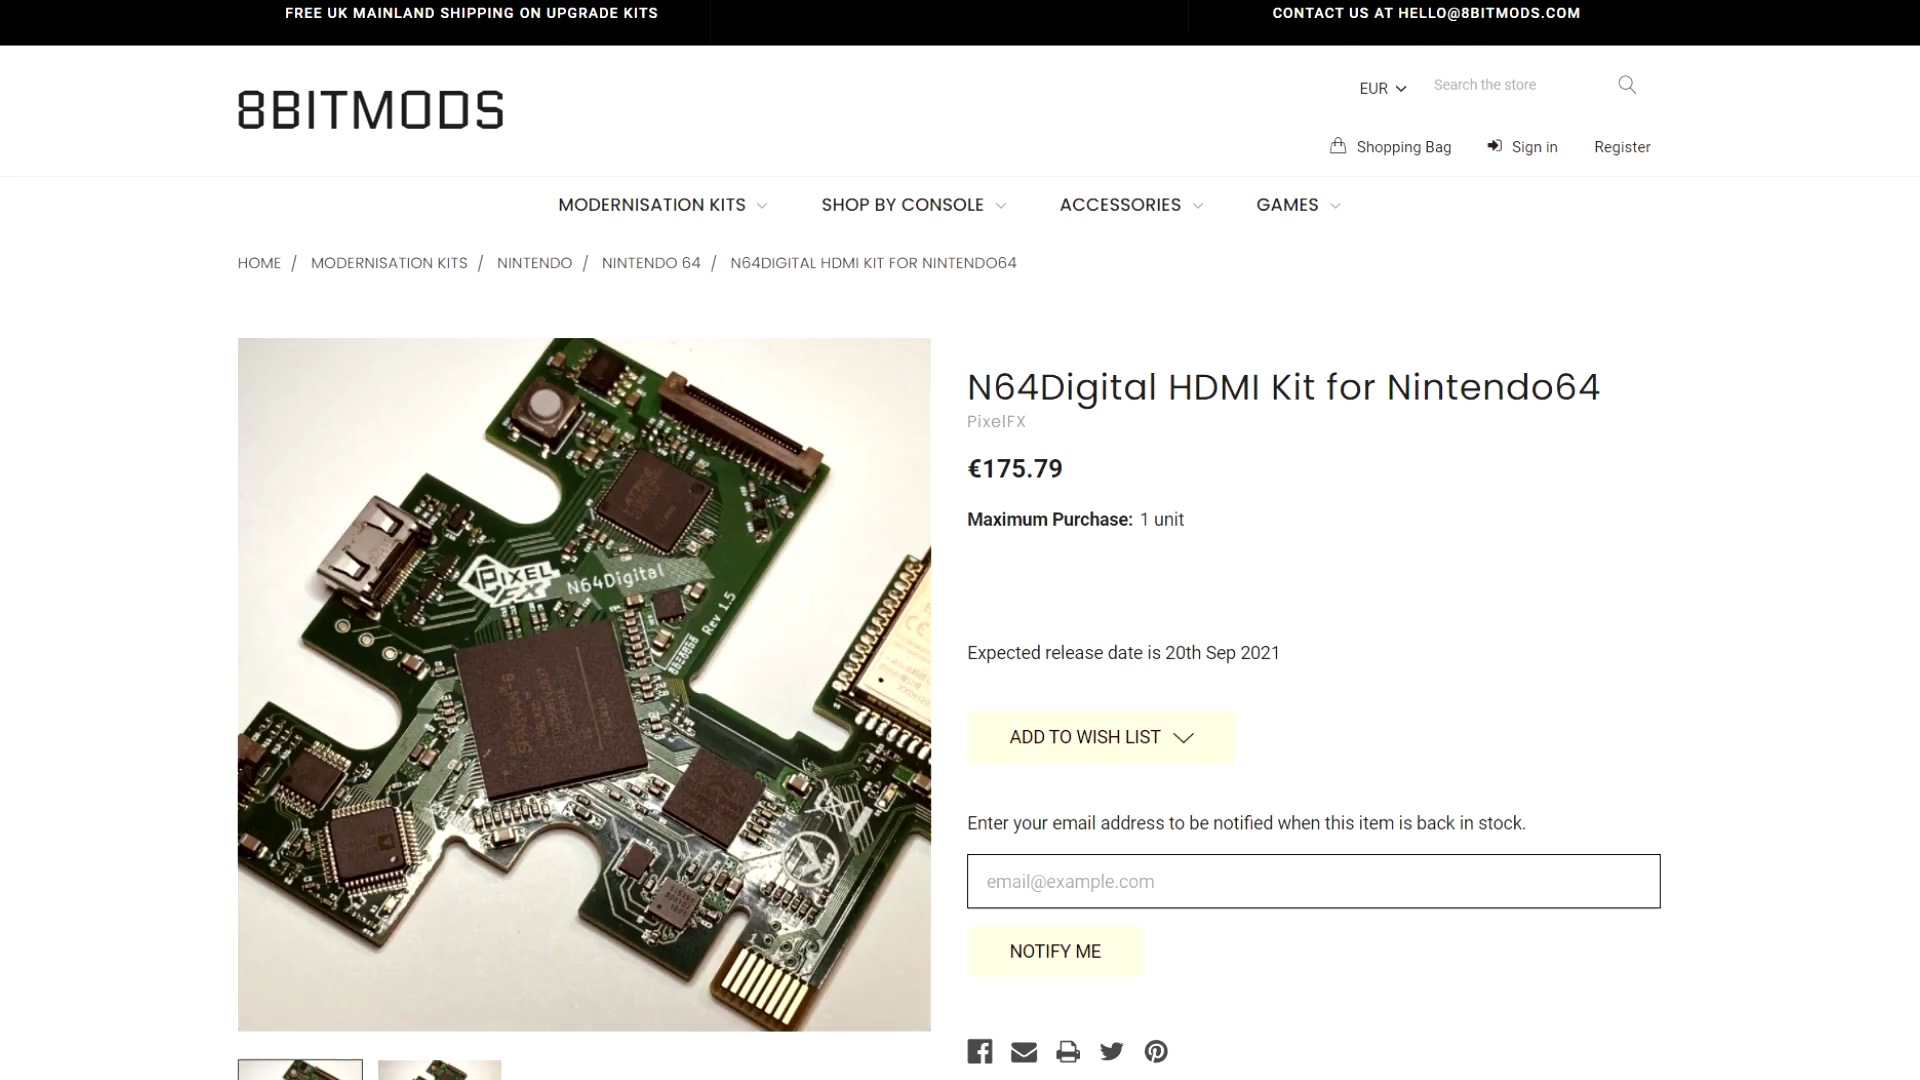 FREE UK MAINLAND SHIPPING ON UPGRADE KITS
CONTACT US AT HELLO@8BITMODS.COM
8BITMODS
EUR
Search the store
Shopping Bag
Sign in
Register
MODERNISATION KITS
SHOP BY CONSOLE
ACCESSORIES
GAMES
HOME / MODERNISATION KITS / NINTENDO / NINTENDO 64 / N64DIGITAL HDMI KIT FOR NINTENDO64
PIXEL FX
N64Digital
Rev 1.5
SPARTAN-6
N64Digital HDMI Kit for Nintendo64
PixelFX
€175.79
Maximum Purchase: 1 unit
Expected release date is 20th Sep 2021
ADD TO WISH LIST
Enter your email address to be notified when this item is back in stock.
email@example.com
NOTIFY ME